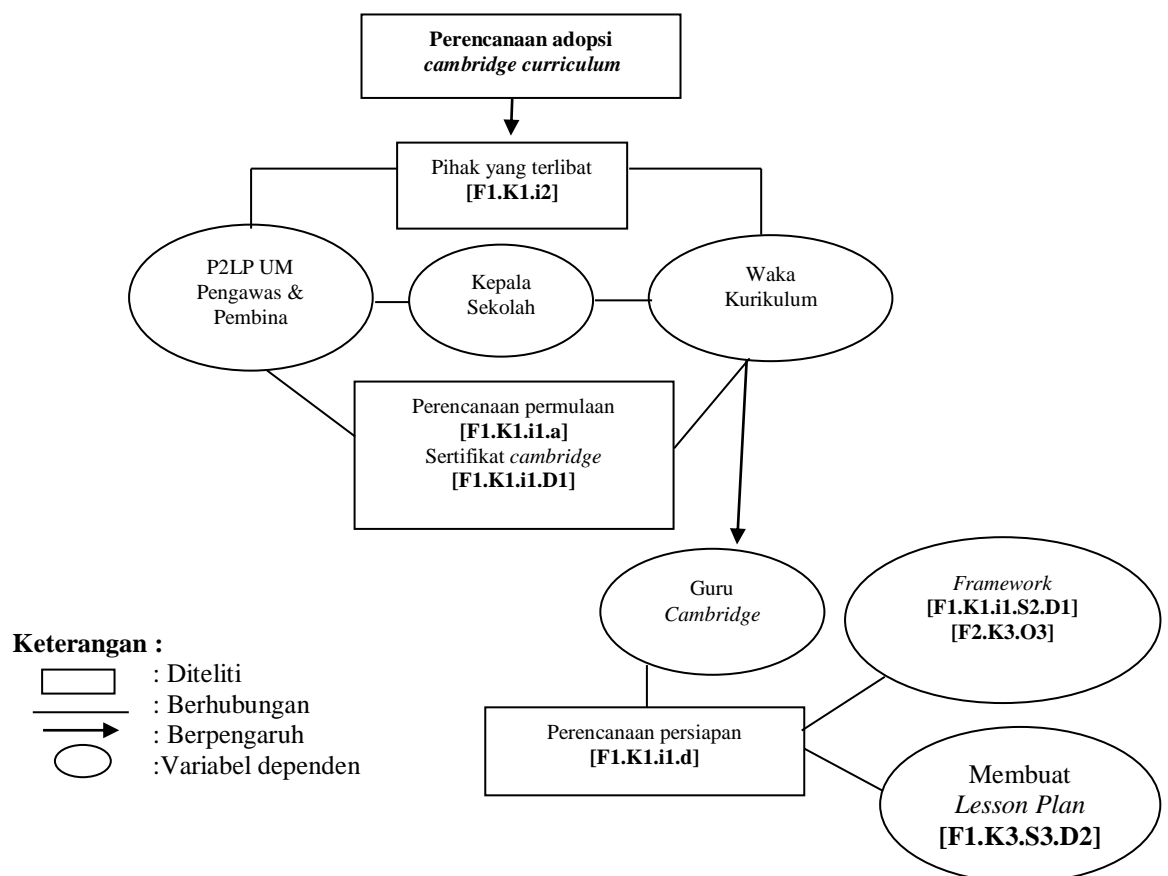 Perencanaan adopsi
cambridge curriculum
Pihak yang terlibat
[F1.K1.i2]
P2LP UM
Pengawas &
Pembina
Kepala
Sekolah
Waka
Kurikulum
Perencanaan permulaan
[F1.K1.i1.a]
Sertifikat cambridge
[F1.K1.i1.D1]
Guru
Cambridge
Framework
[F1.K1.i1.S2.D1]
[F2.K3.O3]
Keterangan :
: Diteliti
: Berhubungan
: Berpengaruh
:Variabel dependen
Perencanaan persiapan
[F1.K1.i1.d]
Membuat
Lesson Plan
[F1.K3.S3.D2]